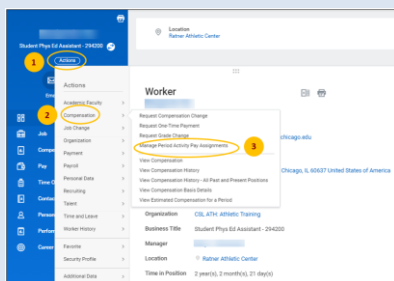 Student Phys Ed Assistant - 294200
1
Actions
Location
Ratner Athletic Center
Actions
Academic Faculty
2
Compensation
Job Change
Organization
Payment
Payroll
Personal Data
Recruiting
Talent
Time and Leave
Worker History
Favorite
Security Profile
Additional Data
Job
Pay
Career
Worker
Request Compensation Change
Request One-Time Payment
Request Grade Change
Manage Period Activity Pay Assignments
3
View Compensation
View Compensation History
View Compensation History - All Past and Present Positions
View Compensation Basis Details
View Estimated Compensation for a Period
chicago.edu
Chicago, IL 60637 United States of America
Organization CSL ATH: Athletic Training
Business Title Student Phys Ed Assistant - 294200
Manager
Location Ratner Athletic Center
Time in Position 2 year(s), 2 month(s), 21 day(s)